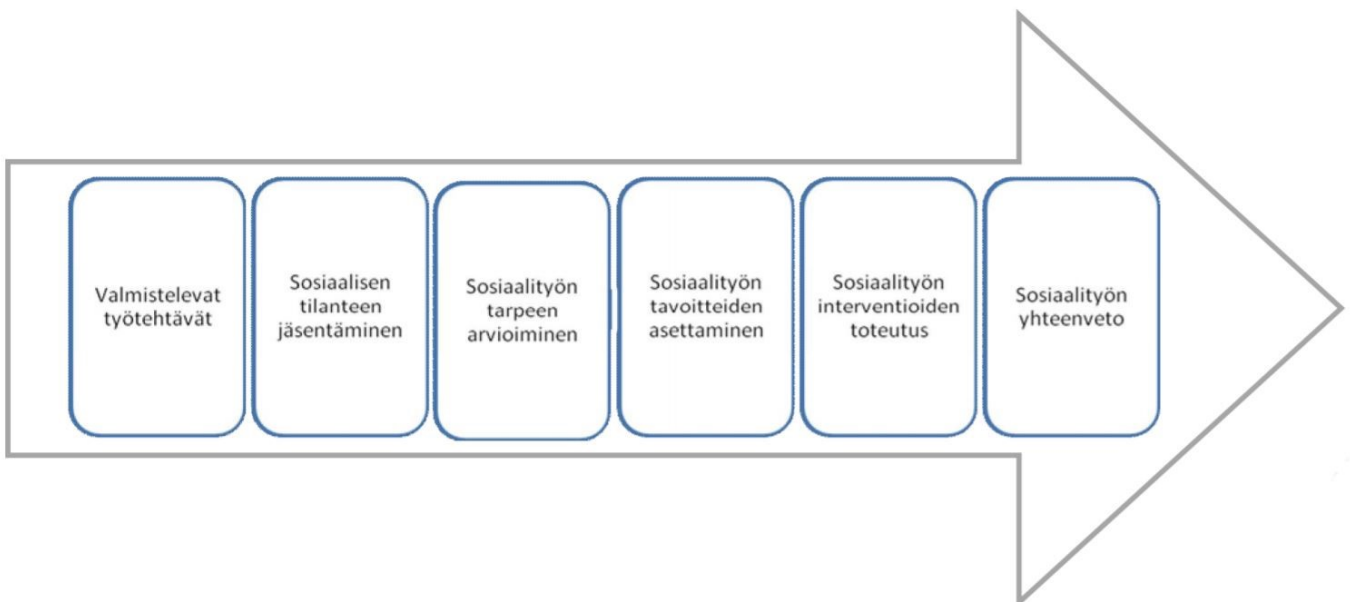 Valmistelevat
työtehtävät
Sosiaalisen
tilanteen
jäsentäminen
Sosiaalityön
tarpeen
arvioiminen
Sosiaalityön
tavoitteiden
asettaminen
Sosiaalityön
interventioiden
toteutus
Sosiaalityön
yhteenveto